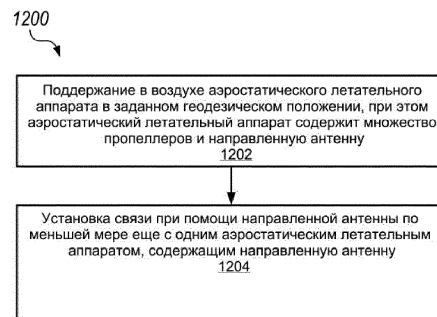 1200
Поддержание в воздухе аэростатического летательного
аппарата в заданном геодезическом положении, при этом
аэростатический летательный аппарат содержит множество
пропеллеров и направленную антенну
1202
Установка связи при помощи направленной антенны по
меньшей мере еще с одним аэростатическим летательным
аппаратом, содержащим направленную антенну
1204